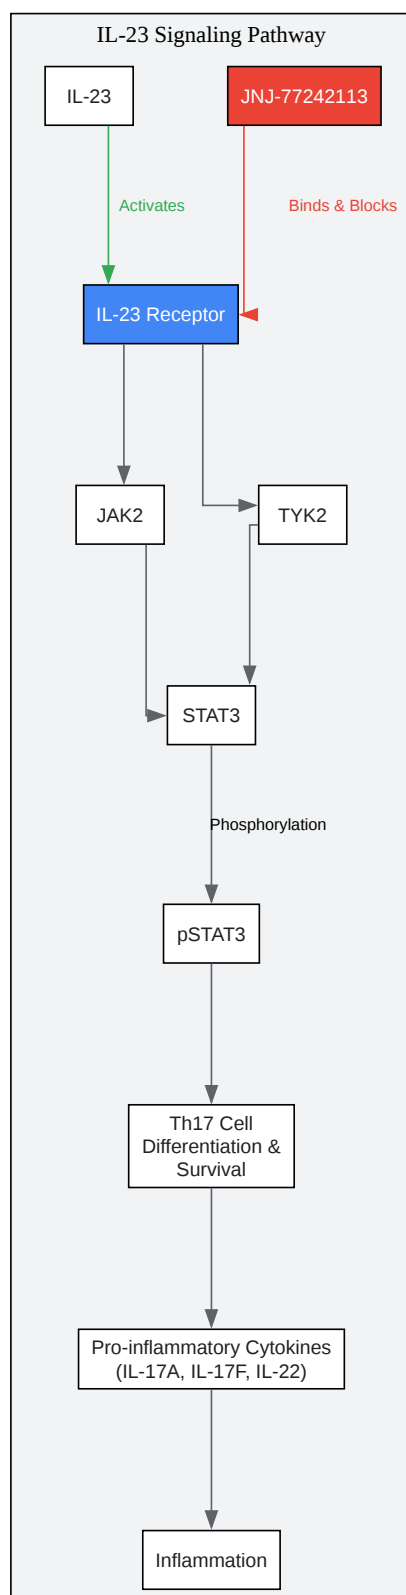 IL-23 Signaling Pathway
IL-23
JNJ-77242113
Activates
Binds & Blocks
IL-23 Receptor
JAK2
TYK2
STAT3
Phosphorylation
pSTAT3
Th17 Cell
Differentiation &
Survival
Pro-inflammatory Cytokines
(IL-17A, IL-17F, IL-22)
Inflammation